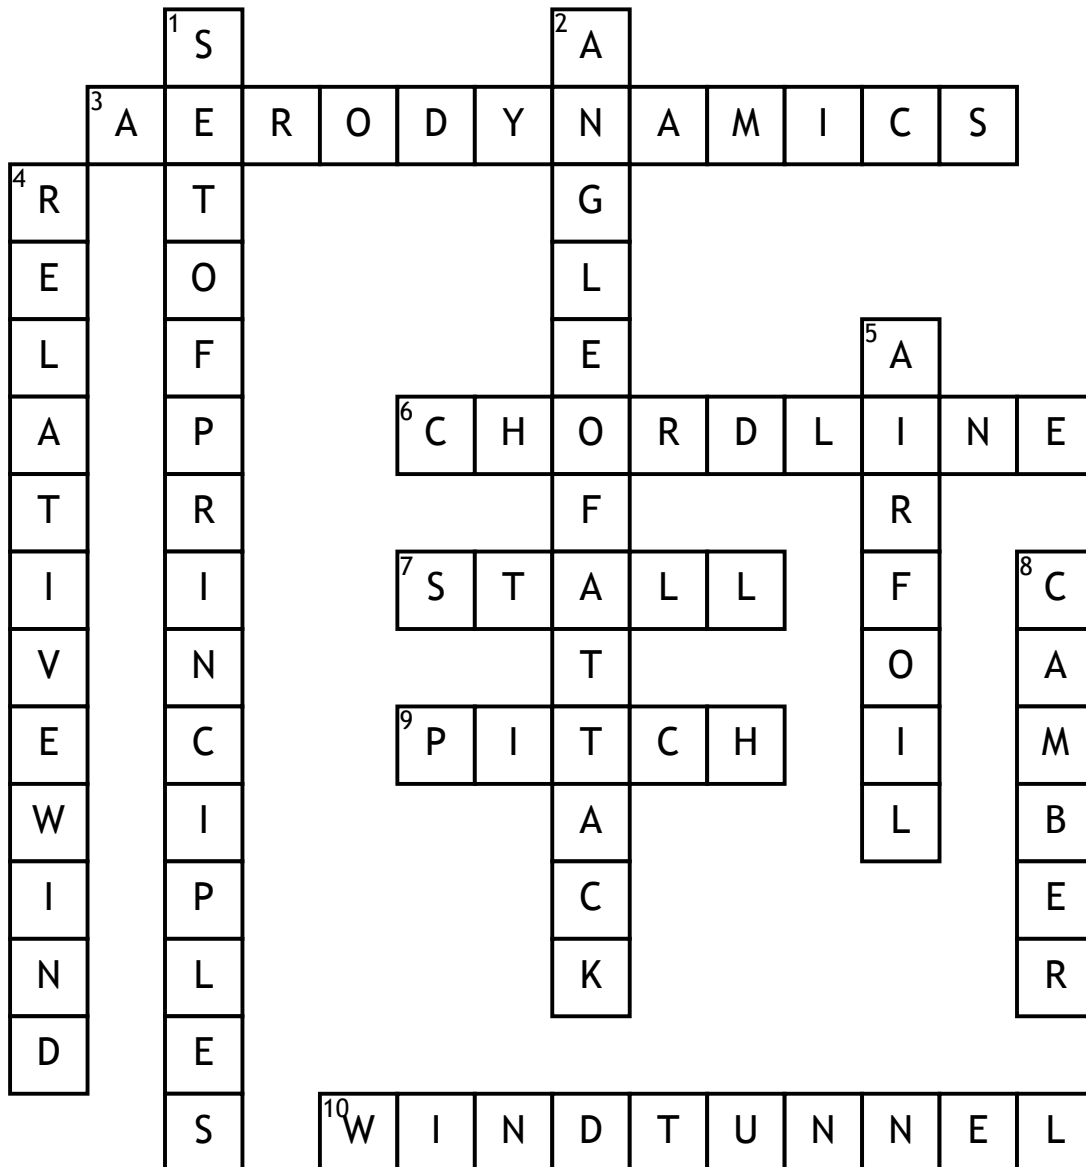 1 S 2 A
3 A E R O D Y N A M I C S
4 R T G
E O L
L F E 5 A
A P 6 C H O R D L I N E
T R F R
I I 7 S T A L L F 8 C
V N T O A
E C 9 P I T C H I M
W I A L B
I P C E
N L K R
D E
S 10 W I N D T U N N E L